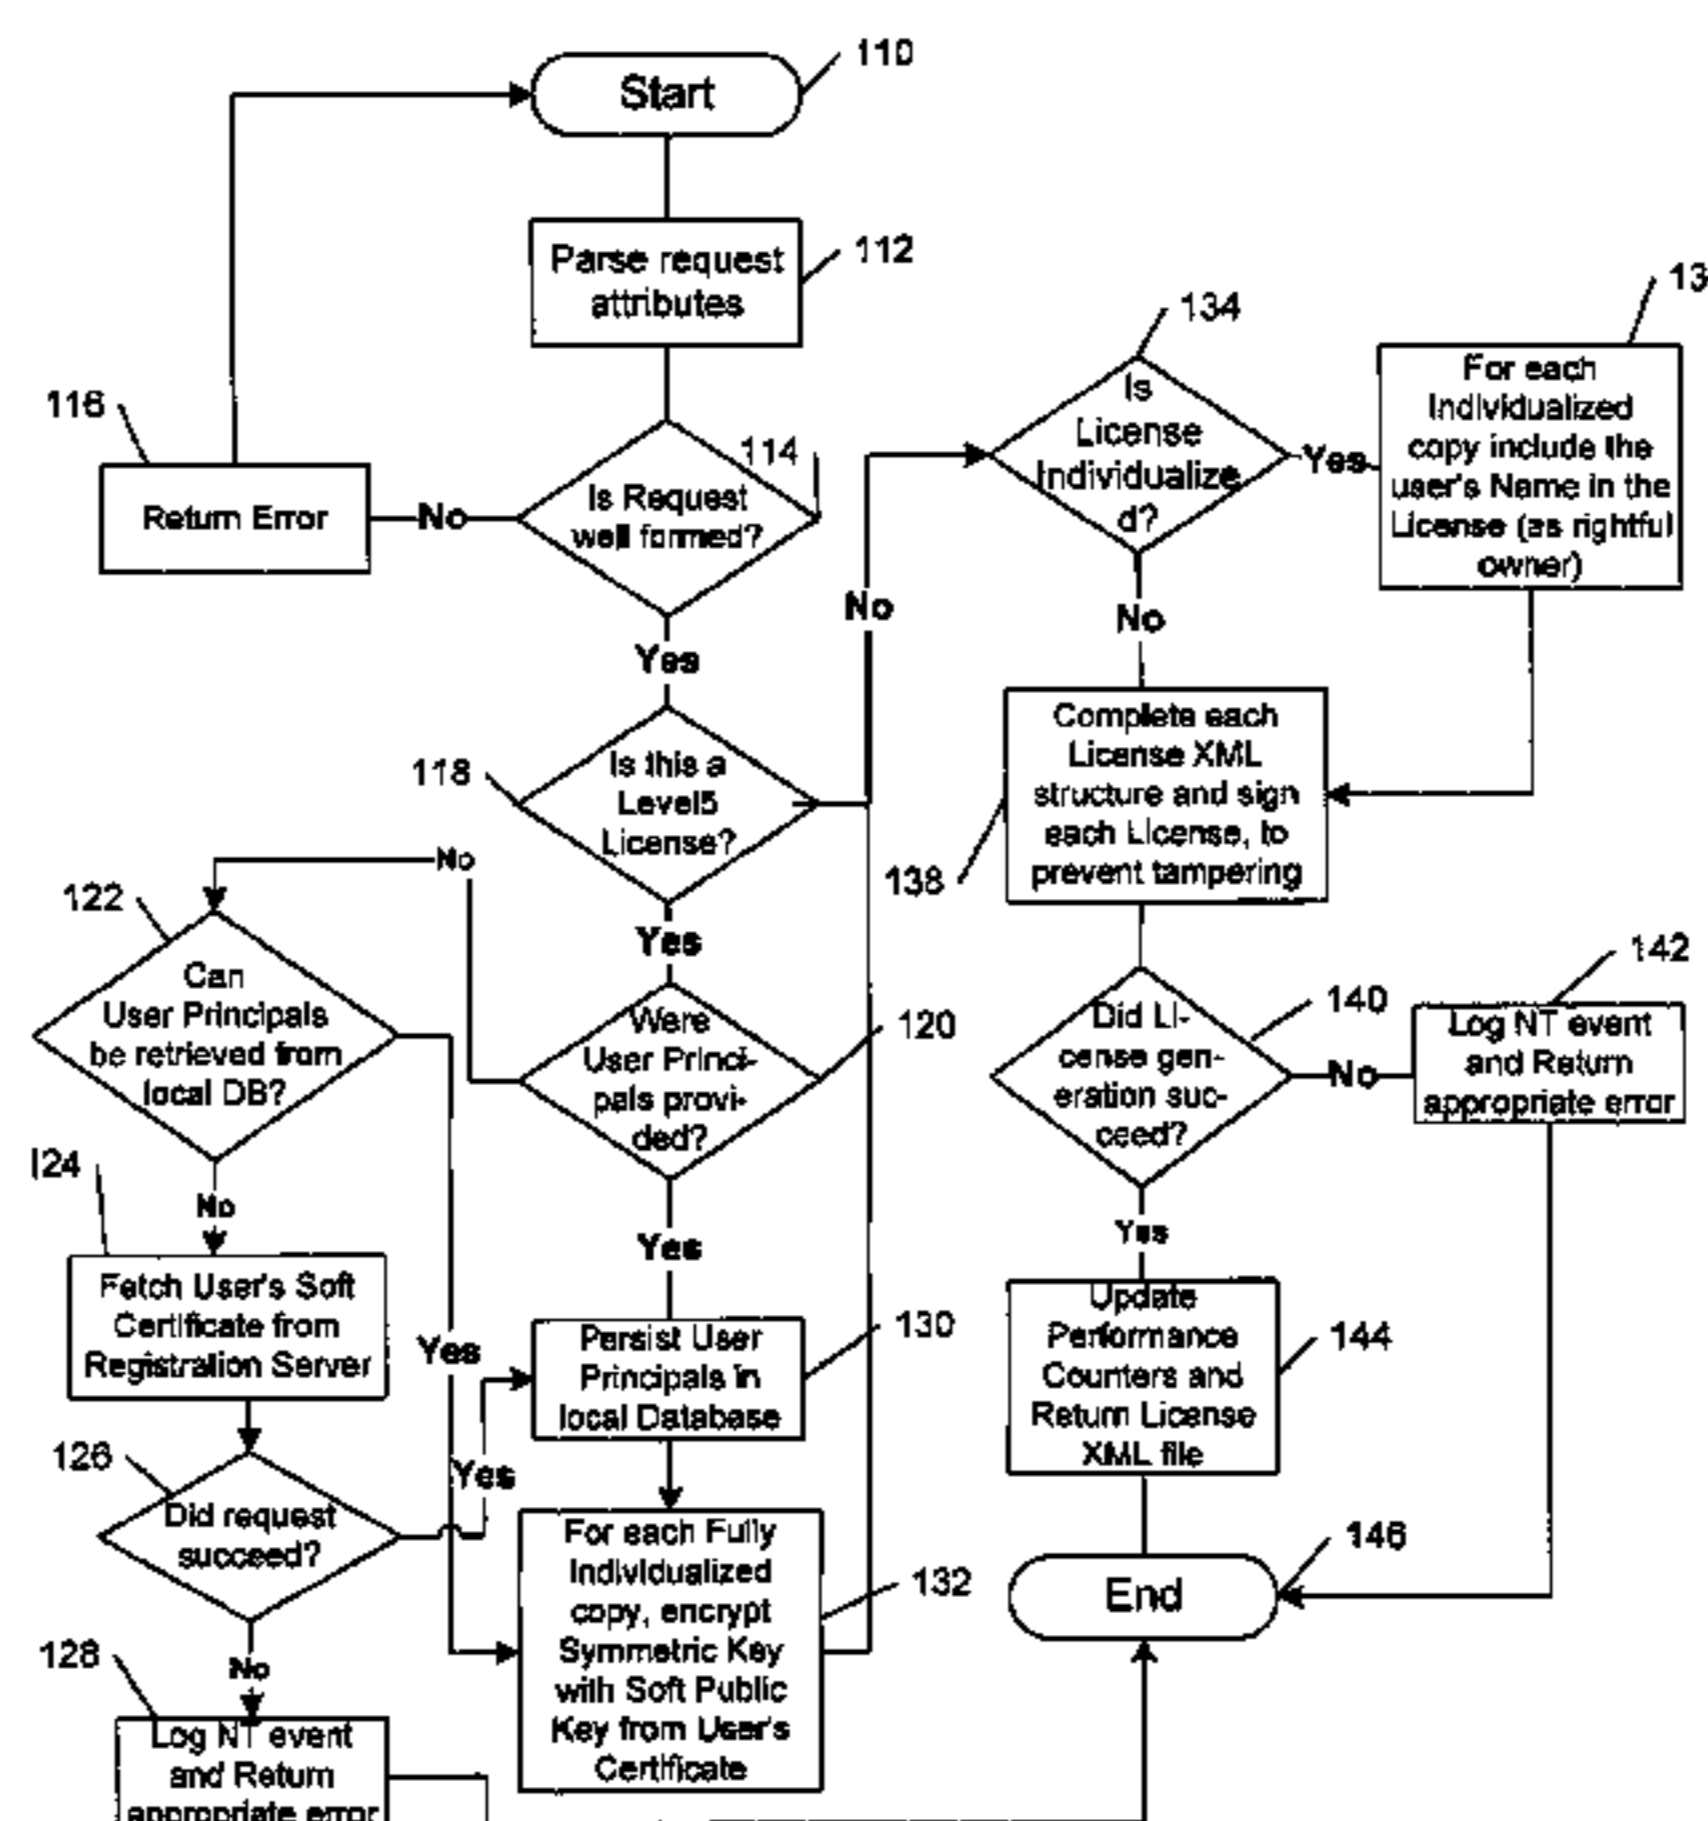 110
Start
Parse request
attributes
112
116
Return Error
No
114
Is Request
well formed?
Yes
118
Is this a
Level5
License?
No
No
Yes
122
Can
User Principals
be retrieved from
local DB?
120
Were
User Princi-
pals provi-
ded?
124
No
Yes
Fetch User's Soft
Certificate from
Registration Server
Yes
130
Persist User
Principals in
local Database
126
Did request
succeed?
Yes
For each Fully
Individualized
copy, encrypt
Symmetric Key
with Soft Public
Key from User's
Certificate
132
128
No
Log NT event
and Return
appropriate error
134
Is
License
Individualize
d?
Yes
13
For each
Individualized
copy include the
user's Name in the
License (as rightful
owner)
No
Complete each
License XML
structure and sign
each License, to
prevent tampering
138
140
Did Li-
cense gen-
eration suc-
ceed?
No
142
Log NT event
and Return
appropriate error
Yes
Update
Performance
Counters and
Return License
XML file
144
146
End